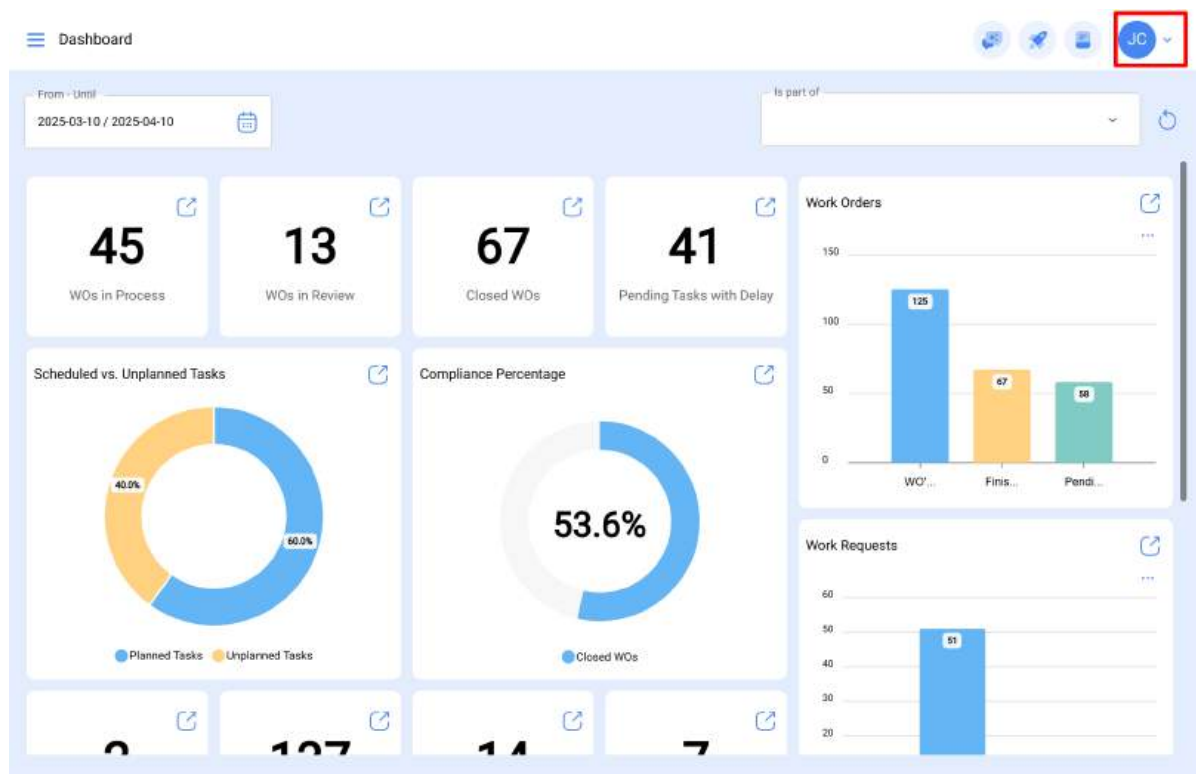 Dashboard
JC
From - Until
2025-03-10 / 2025-04-10
Is part of
45
WOs in Process
13
WOs in Review
67
Closed WOs
41
Pending Tasks with Delay
Work Orders
...
150
100
50
0
125
67
58
WO'...
Finis...
Pendi...
Scheduled vs. Unplanned Tasks
40.0%
60.0%
Planned Tasks
Unplanned Tasks
Compliance Percentage
53.6%
Closed WOs
Work Requests
...
60
50
40
30
20
51